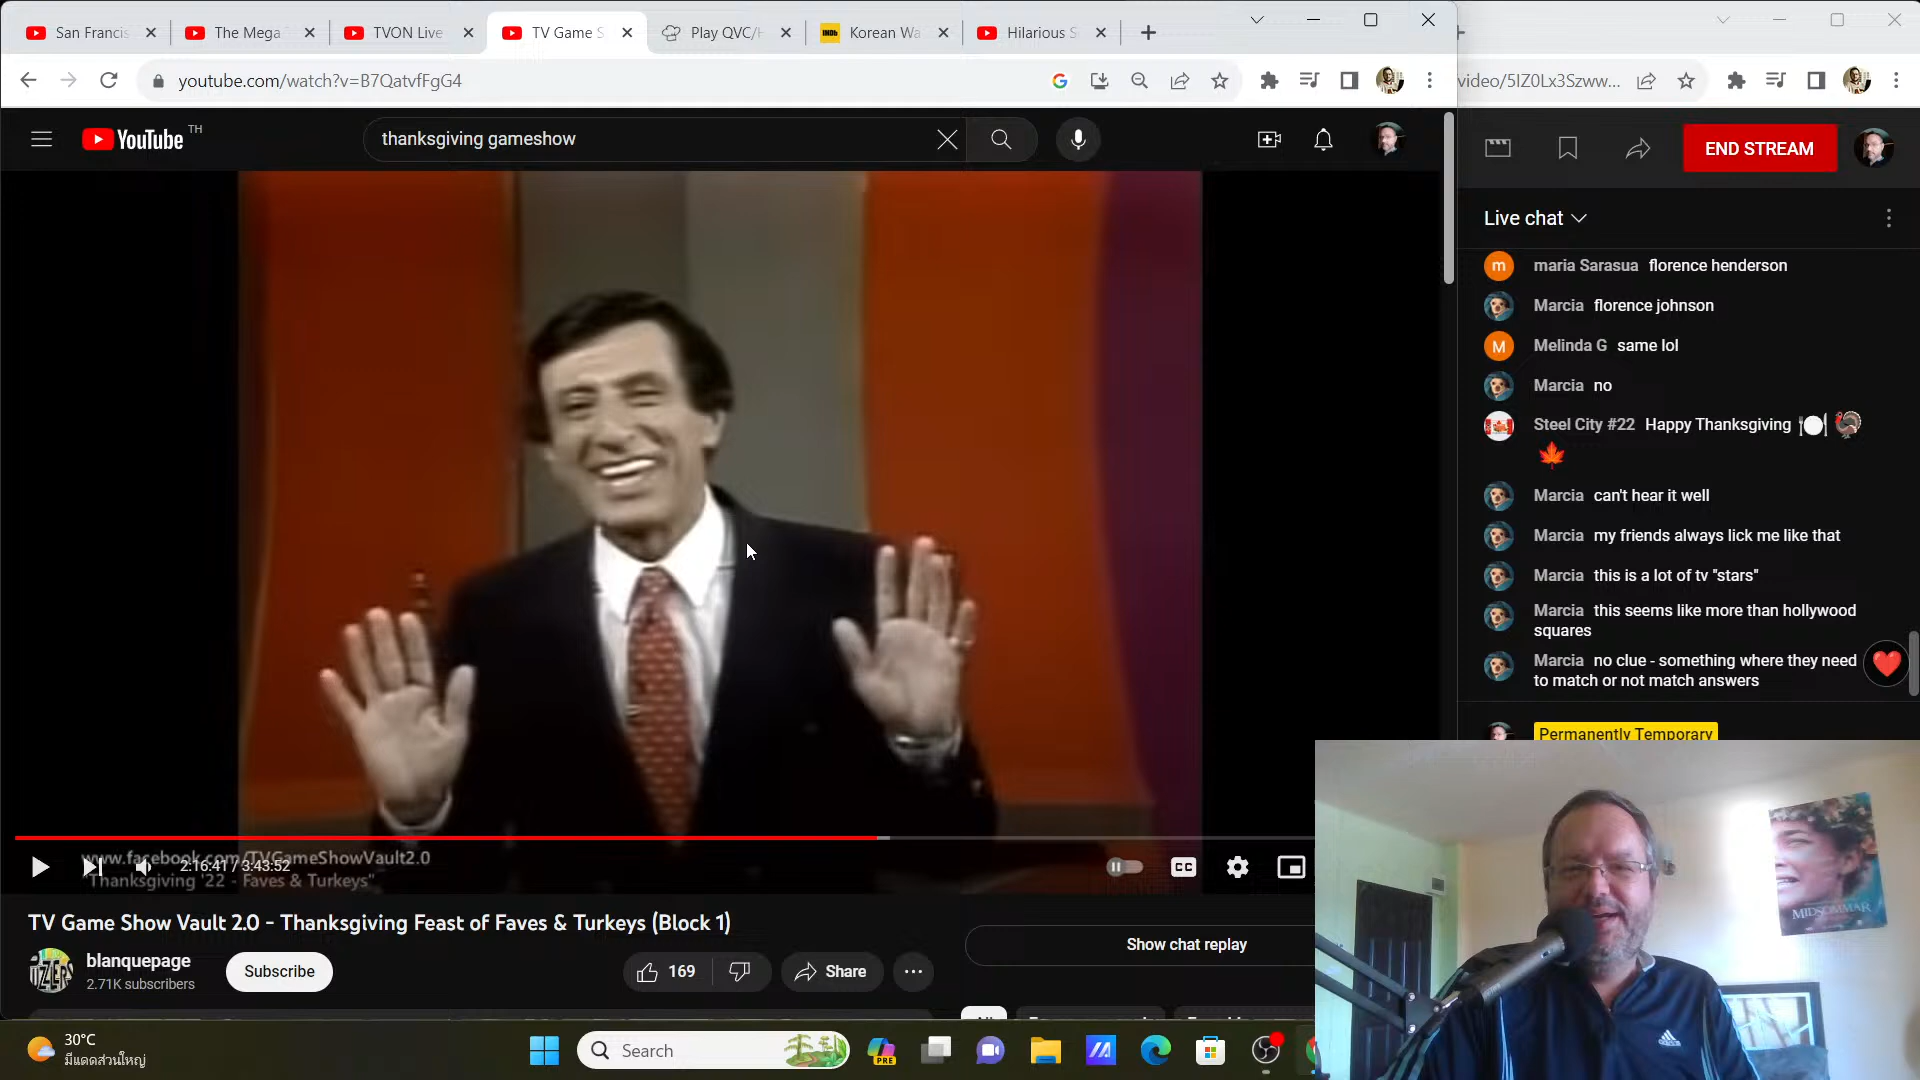 San Francis
The Mega
TVON Live
TV Game S
Play QVC/H
Korean Wa
Hilarious S
youtube.com/watch?v=B7QatvfFgG4
video/5IZ0Lx3Szww...
YouTube TH
thanksgiving gameshow
END STREAM
Live chat
maria Sarasua florence henderson
Marcia florence johnson
Melinda G same lol
Marcia no
Steel City #22 Happy Thanksgiving 🍽️ 🦃
🍁
Marcia can't hear it well
Marcia my friends always lick me like that
Marcia this is a lot of tv "stars"
Marcia this seems like more than hollywood
squares
Marcia no clue - something where they need
to match or not match answers
Permanently Temporary
www.facebook.com/TVGameShowVault2.0
2:16:41 / 3:43:52
"Thanksgiving '22 - Faves & Turkeys"
CC
TV Game Show Vault 2.0 - Thanksgiving Feast of Faves & Turkeys (Block 1)
blanquepage
2.71K subscribers
Subscribe
169
Share
Show chat replay
MIDSOMMAR
adidas
30°C
มีแดดส่วนใหญ่
Search
PRE